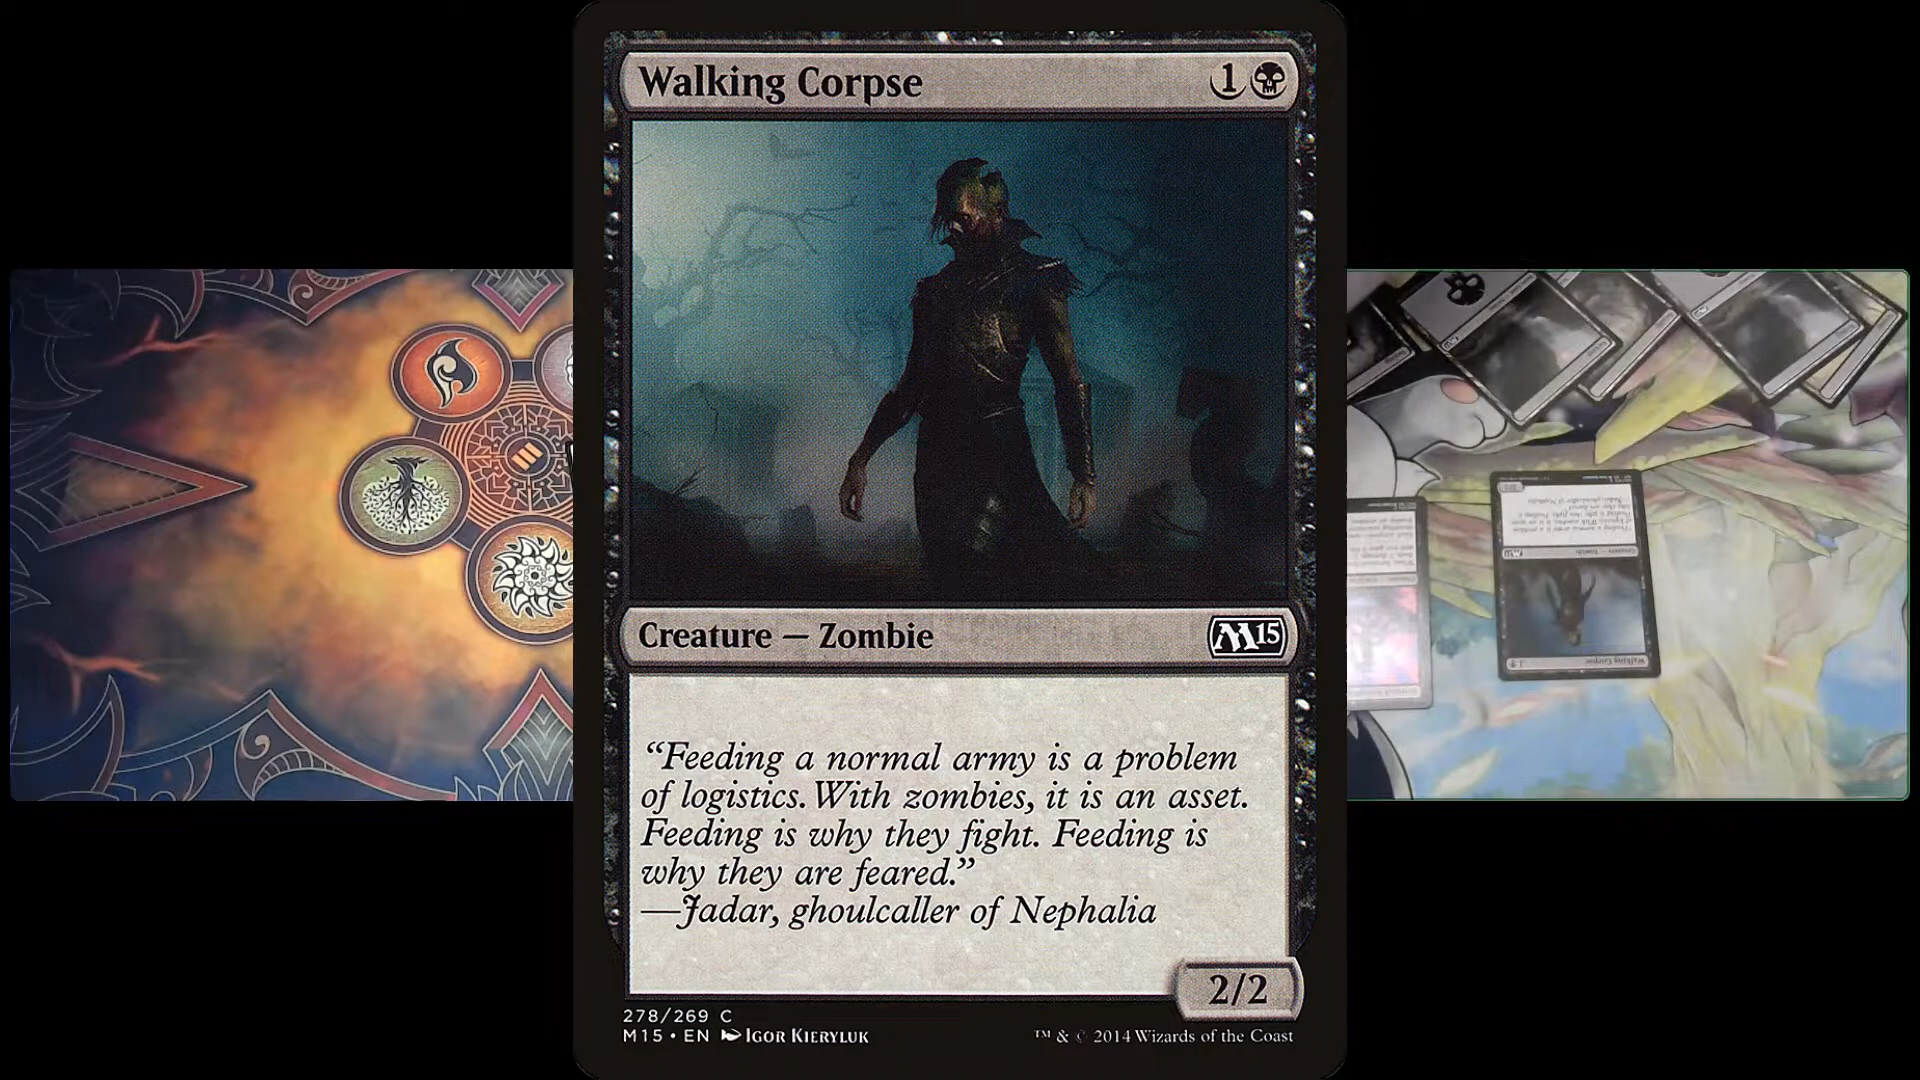 Walking Corpse
1
Creature — Zombie
M15
“Feeding a normal army is a problem
of logistics. With zombies, it is an asset.
Feeding is why they fight. Feeding is
why they are feared.”
—Jadar, ghoulcaller of Nephalia
2/2
278/269 C
M15 • EN Igor Kieryluk
™ & © 2014 Wizards of the Coast
Walking Corpse